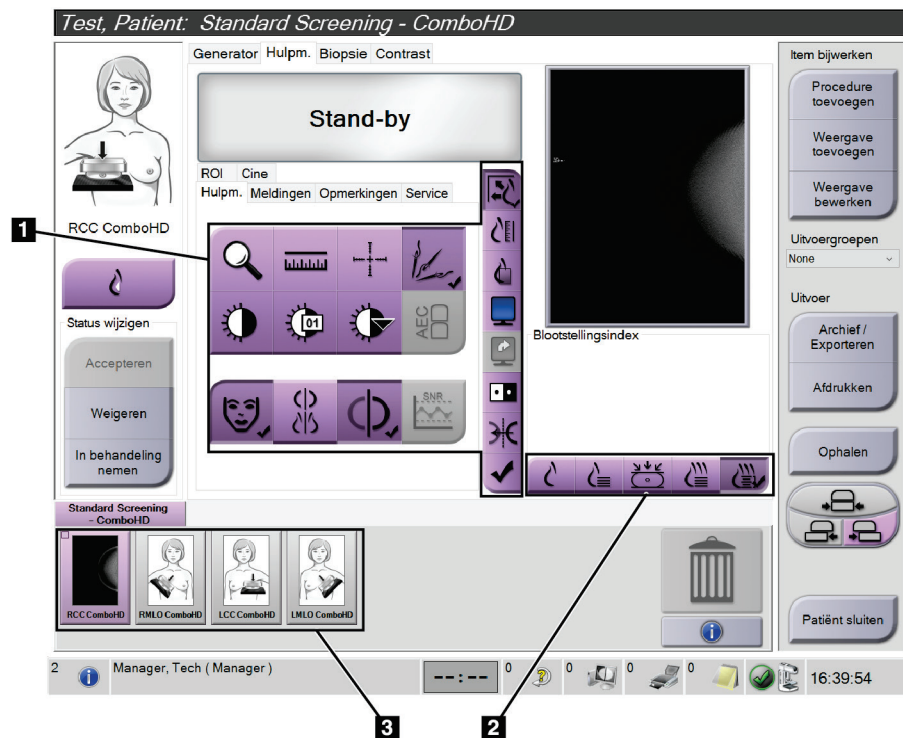 Test, Patient: Standard Screening - ComboHD
Generator Hulpm. Biopsie Contrast
Stand-by
ROI Cine
Hulpm. Meldingen Opmerkingen Service
RCC ComboHD
1
01
AEC
SNR
Status wijzigen
Accepteren
Weigeren
In behandeling
nemen
Blootstellingsindex
Item bijwerken
Procedure
toevoegen
Weergave
toevoegen
Weergave
bewerken
Uitvoergroepen
None
Uitvoer
Archief /
Exporteren
Afdrukken
Ophalen
Patiënt sluiten
Standard Screening
- ComboHD
RCC ComboHD
RMLO ComboHD
LCC ComboHD
LMLO ComboHD
2 Manager, Tech ( Manager ) --:-- 0 0 0 0 16:39:54
3
2